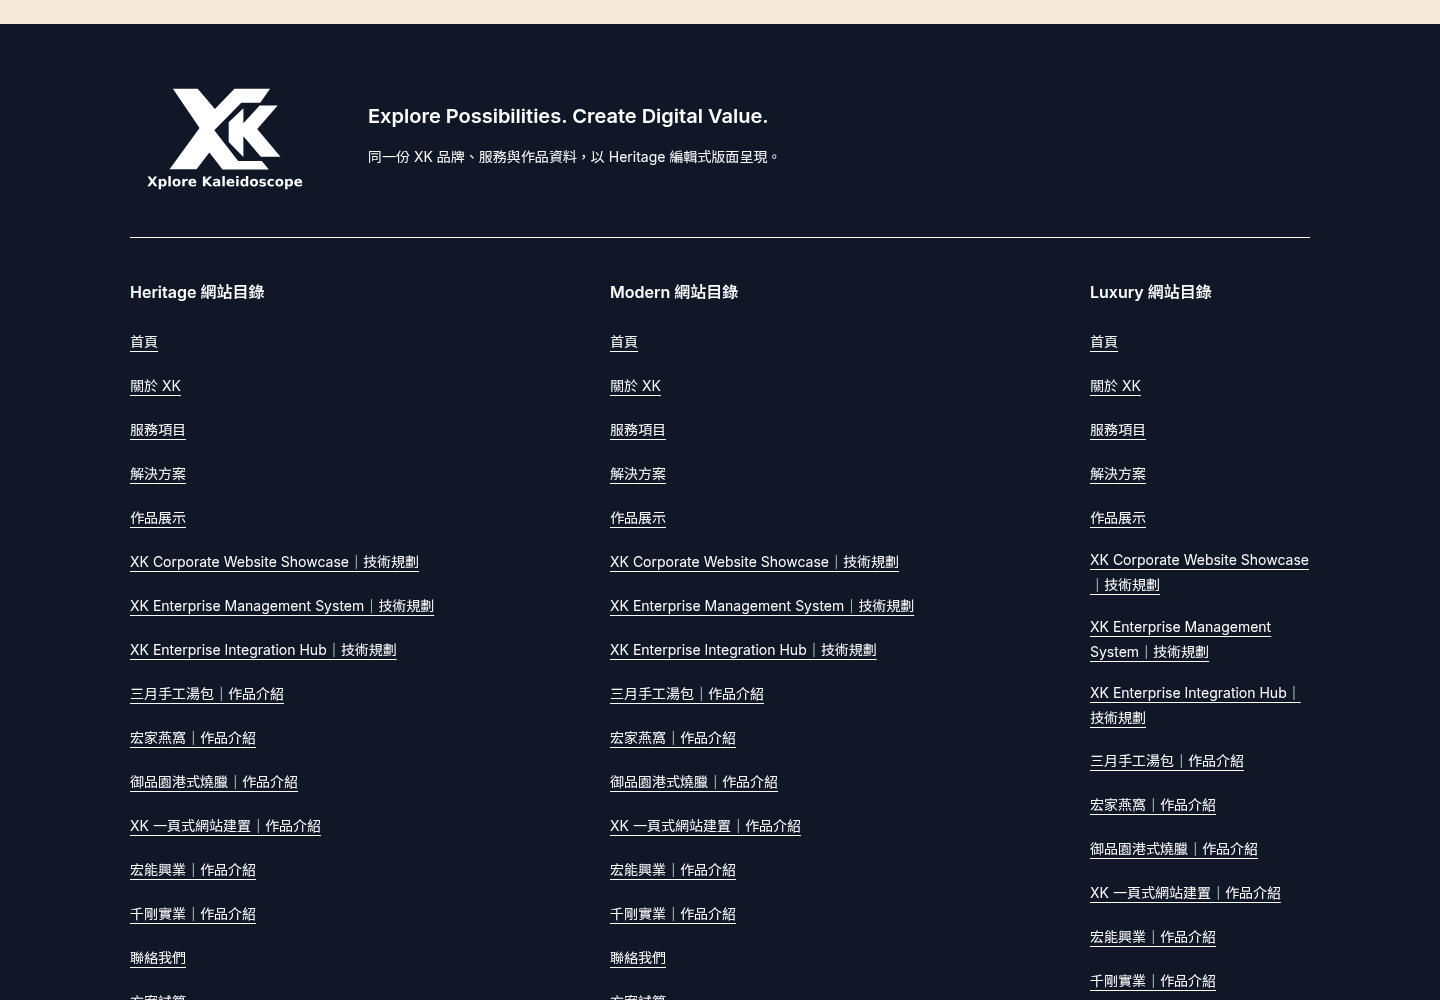 XK
Xplore Kaleidoscope
Explore Possibilities. Create Digital Value.
同一份 XK 品牌、服務與作品資料，以 Heritage 編輯式版面呈現。
Heritage 網站目錄
首頁
關於 XK
服務項目
解決方案
作品展示
XK Corporate Website Showcase｜技術規劃
XK Enterprise Management System｜技術規劃
XK Enterprise Integration Hub｜技術規劃
三月手工湯包｜作品介紹
宏家燕窩｜作品介紹
御品園港式燒臘｜作品介紹
XK 一頁式網站建置｜作品介紹
宏能興業｜作品介紹
千剛實業｜作品介紹
聯絡我們
方案試算
Modern 網站目錄
首頁
關於 XK
服務項目
解決方案
作品展示
XK Corporate Website Showcase｜技術規劃
XK Enterprise Management System｜技術規劃
XK Enterprise Integration Hub｜技術規劃
三月手工湯包｜作品介紹
宏家燕窩｜作品介紹
御品園港式燒臘｜作品介紹
XK 一頁式網站建置｜作品介紹
宏能興業｜作品介紹
千剛實業｜作品介紹
聯絡我們
方案試算
Luxury 網站目錄
首頁
關於 XK
服務項目
解決方案
作品展示
XK Corporate Website Showcase
｜技術規劃
XK Enterprise Management
System｜技術規劃
XK Enterprise Integration Hub｜
技術規劃
三月手工湯包｜作品介紹
宏家燕窩｜作品介紹
御品園港式燒臘｜作品介紹
XK 一頁式網站建置｜作品介紹
宏能興業｜作品介紹
千剛實業｜作品介紹